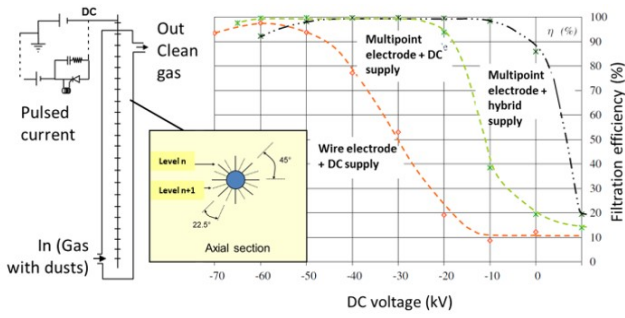 DC
Out
Clean
gas
Pulsed
current
Level n
Level n+1
45°
22.5°
Axial section
In (Gas
with dusts)
η (%)
Multipoint
electrode + DC
supply
Multipoint
electrode +
hybrid
supply
Wire electrode
+ DC supply
100
90
80
70
60
50
40
30
20
10
0
Filtration efficiency (%)
-70 -60 -50 -40 -30 -20 -10 0 10
DC voltage (kV)